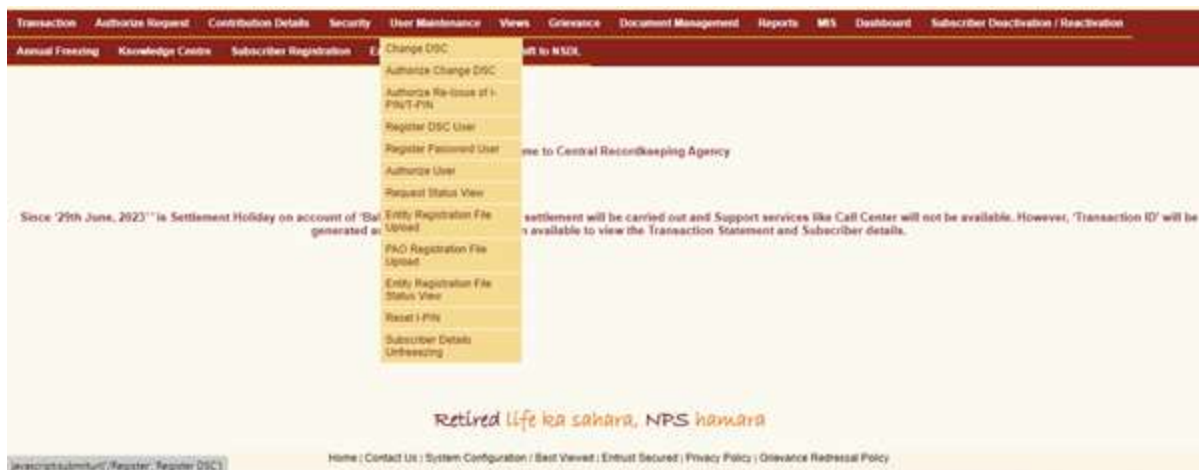 Transaction Authorize Request Contribution Details Security User Maintenance Views Grievance Document Management Reports MIS Dashboard Subscriber Deactivation / Reactivation
Annual Freezing Knowledge Centre Subscriber Registration to NSDL
Change DSC
Authorize Change DSC
Authorize Re-Issue of I-
PIN/T-PIN
Register DSC User
Register Password User
me to Central Recordkeeping Agency
Authorize User
Request Status View
Since '29th June, 2023'' is Settlement Holiday on account of settlement will be carried out and Support services like Call Center will not be available. However, 'Transaction ID' will be
Entity Registration File
Upload
generated available to view the Transaction Statement and Subscriber details.
PAO Registration File
Upload
Entity Registration File
Status View
Reset I-PIN
Subscriber Details
Unfreezing
Retired life ka sahara, NPS hamara
Home | Contact Us | System Configuration / Best Viewed | Entrust Secured | Privacy Policy | Grievance Redressal Policy